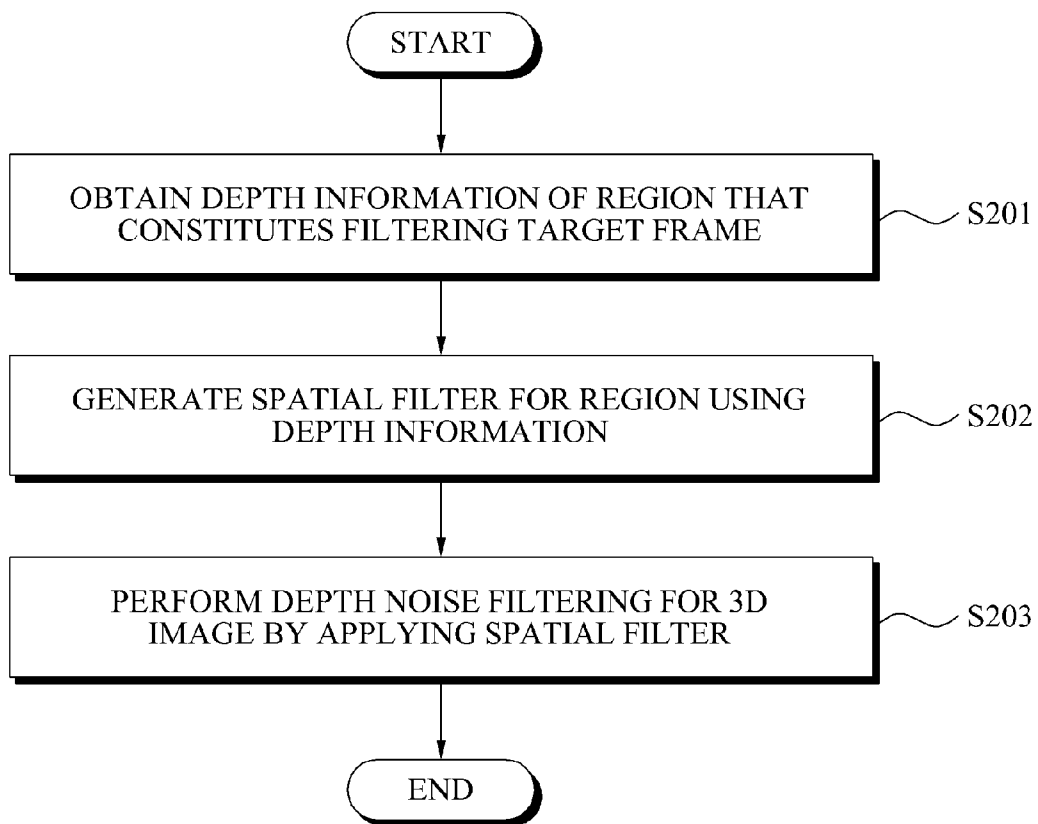 START
OBTAIN DEPTH INFORMATION OF REGION THAT
CONSTITUTES FILTERING TARGET FRAME
S201
GENERATE SPATIAL FILTER FOR REGION USING
DEPTH INFORMATION
S202
PERFORM DEPTH NOISE FILTERING FOR 3D
IMAGE BY APPLYING SPATIAL FILTER
S203
END